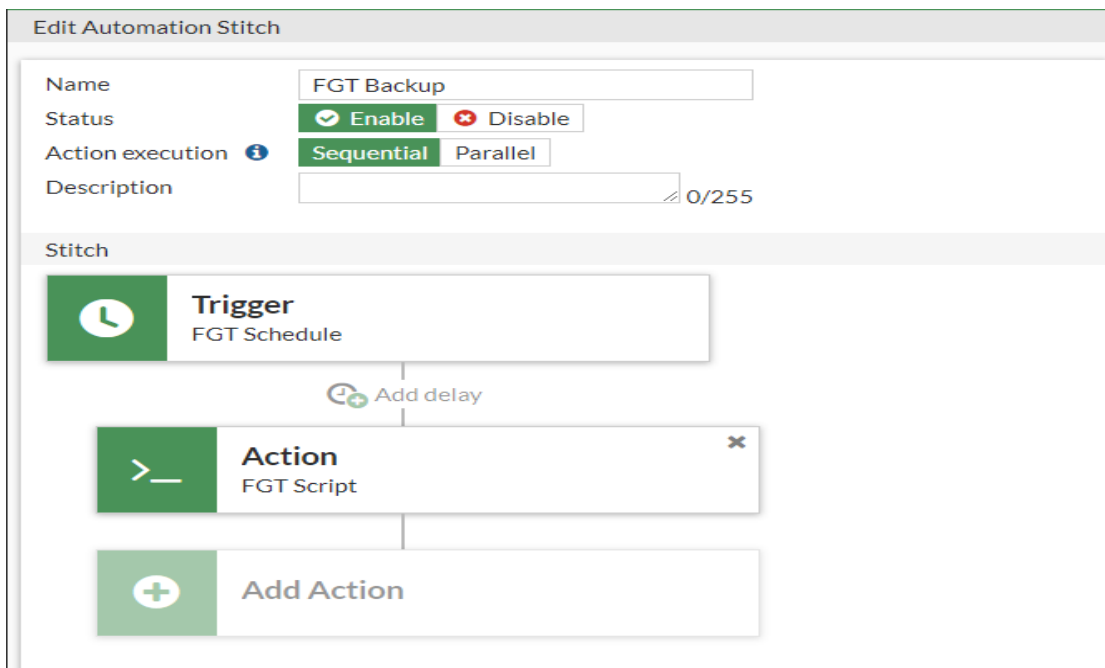 Edit Automation Stitch
Name FGT Backup
Status Enable Disable
Action execution Sequential Parallel
Description 0/255
Stitch
Trigger
FGT Schedule
Add delay
>_ Action
FGT Script
Add Action